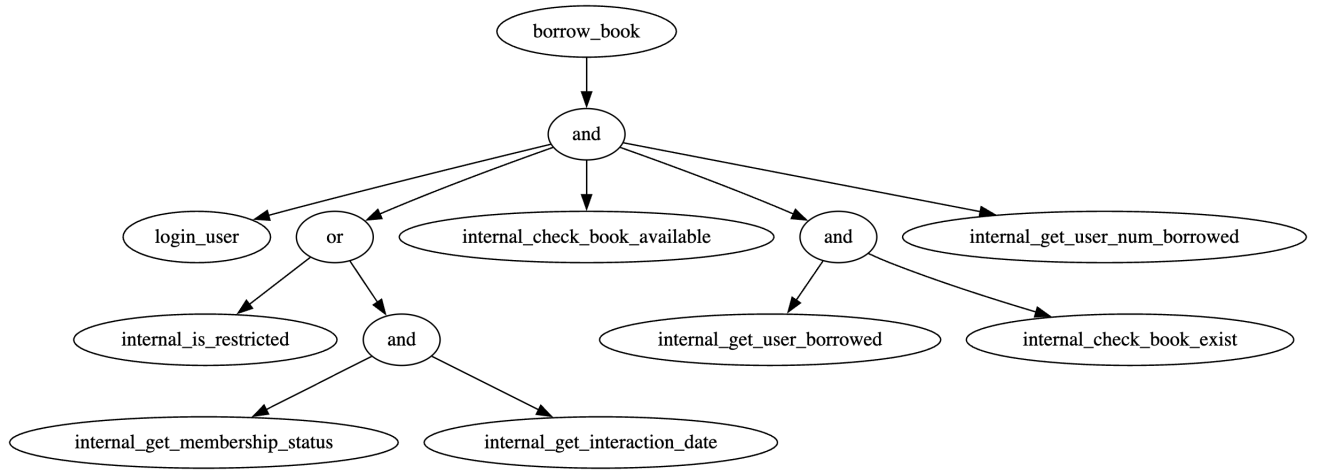 borrow_book
and
login_user
or
internal_check_book_available
and
internal_get_user_num_borrowed
internal_is_restricted
and
internal_get_user_borrowed
internal_check_book_exist
internal_get_membership_status
internal_get_interaction_date